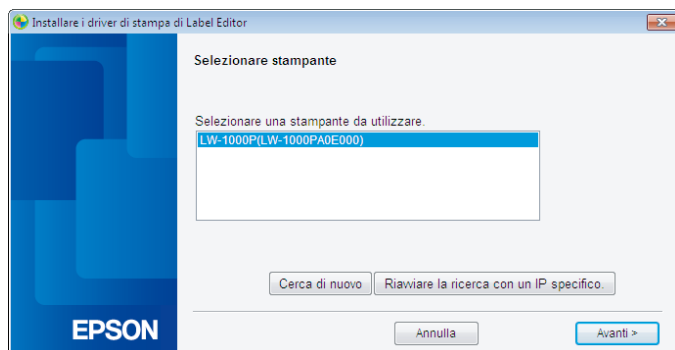 Installare i driver di stampa di Label Editor
Selezionare stampante
Selezionare una stampante da utilizzare.
LW-1000P(LW-1000PA0E000)
Cerca di nuovo
Riavviare la ricerca con un IP specifico.
EPSON
Annulla
Avanti >